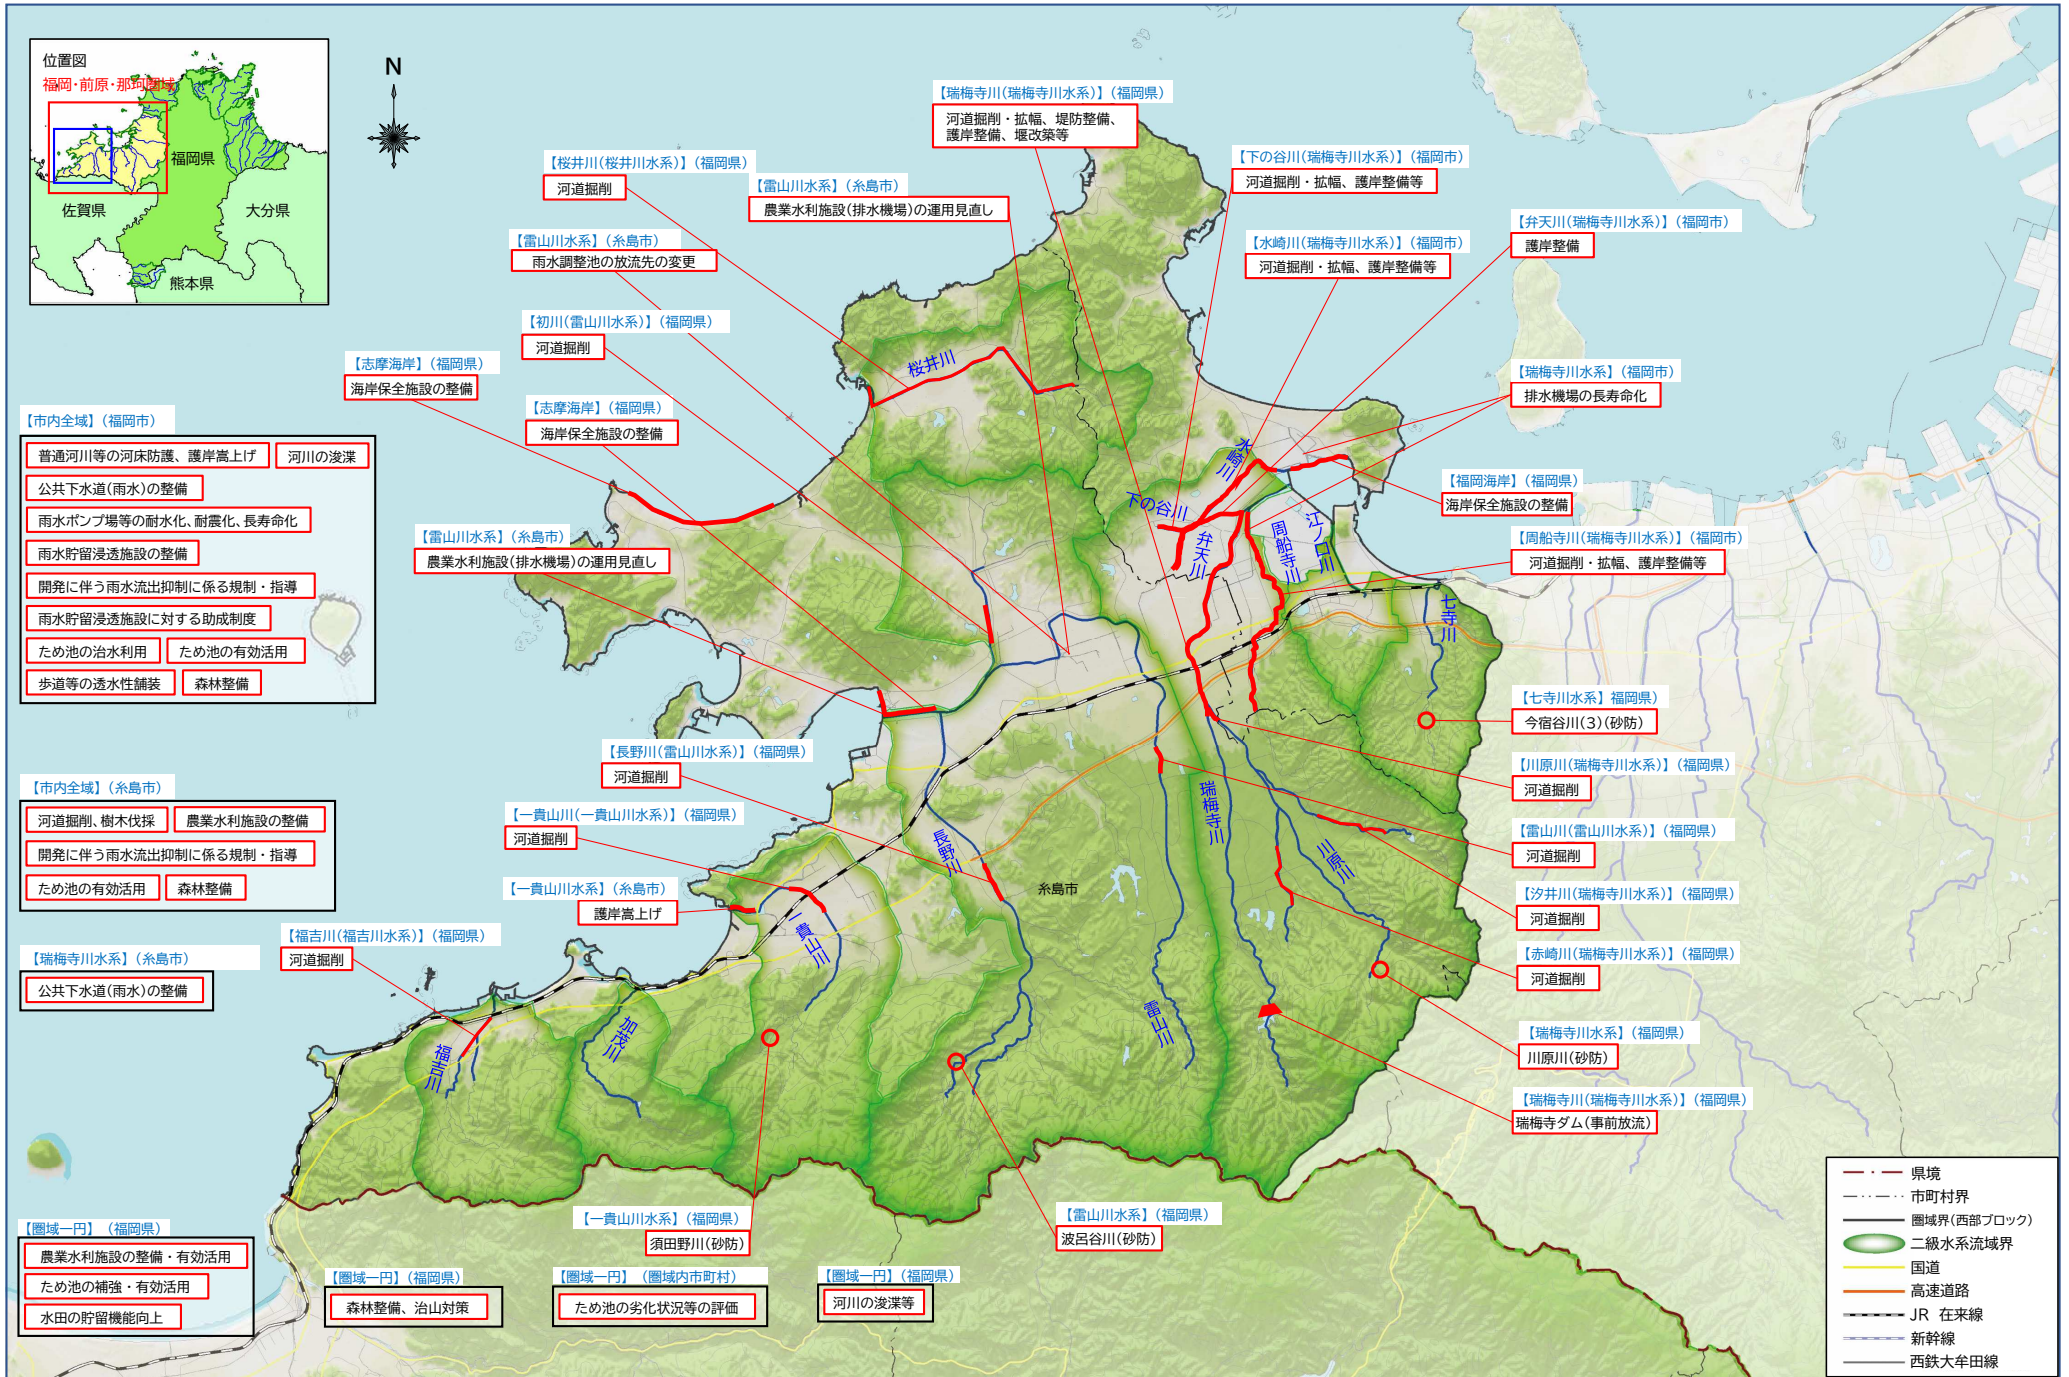 位置図
福岡・前原・那珂圏域
福岡県
佐賀県
大分県
熊本県
N
【瑞梅寺川(瑞梅寺川水系)】(福岡県)
河道掘削・拡幅、堤防整備、
護岸整備、堰改築等
【桜井川(桜井川水系)】(福岡県)
河道掘削
【雷山川水系】(糸島市)
農業水利施設(排水機場)の運用見直し
【下の谷川(瑞梅寺川水系)】(福岡市)
河道掘削・拡幅、護岸整備等
【雷山川水系】(糸島市)
雨水調整池の放流先の変更
【水崎川(瑞梅寺川水系)】(福岡市)
河道掘削・拡幅、護岸整備等
【弁天川(瑞梅寺川水系)】(福岡市)
護岸整備
【初川(雷山川水系)】(福岡県)
河道掘削
【志摩海岸】(福岡県)
海岸保全施設の整備
【志摩海岸】(福岡県)
海岸保全施設の整備
【瑞梅寺川水系】(福岡市)
排水機場の長寿命化
【福岡海岸】(福岡県)
海岸保全施設の整備
【雷山川水系】(糸島市)
農業水利施設(排水機場)の運用見直し
【周船寺川(瑞梅寺川水系)】(福岡市)
河道掘削・拡幅、護岸整備等
【市内全域】(福岡市)
普通河川等の河床防護、護岸嵩上げ
河川の浚渫
公共下水道(雨水)の整備
雨水ポンプ場等の耐水化、耐震化、長寿命化
雨水貯留浸透施設の整備
開発に伴う雨水流出抑制に係る規制・指導
雨水貯留浸透施設に対する助成制度
ため池の治水利用
ため池の有効活用
歩道等の透水性舗装
森林整備
桜井川
水崎川
下の谷川
弁天川
周船寺川
江ノ口川
七寺川
【七寺川水系】福岡県)
今宿谷川(3)(砂防)
【長野川(雷山川水系)】(福岡県)
河道掘削
【川原川(瑞梅寺川水系)】(福岡県)
河道掘削
【市内全域】(糸島市)
河道掘削、樹木伐採
農業水利施設の整備
開発に伴う雨水流出抑制に係る規制・指導
ため池の有効活用
森林整備
【一貴山川(一貴山川水系)】(福岡県)
河道掘削
【雷山川(雷山川水系)】(福岡県)
河道掘削
【一貴山川水系】(糸島市)
護岸嵩上げ
【汐井川(瑞梅寺川水系)】(福岡県)
河道掘削
長野川
糸島市
瑞梅寺川
川原川
一貴山川
【福吉川(福吉川水系)】(福岡県)
河道掘削
【瑞梅寺川水系】(糸島市)
公共下水道(雨水)の整備
【赤崎川(瑞梅寺川水系)】(福岡県)
河道掘削
福吉川
加茂川
雷山川
【瑞梅寺川水系】(福岡県)
川原川(砂防)
【瑞梅寺川(瑞梅寺川水系)】(福岡県)
瑞梅寺ダム(事前放流)
【一貴山川水系】(福岡県)
須田野川(砂防)
【雷山川水系】(福岡県)
波呂谷川(砂防)
【圏域一円】(福岡県)
農業水利施設の整備・有効活用
ため池の補強・有効活用
水田の貯留機能向上
【圏域一円】(福岡県)
森林整備、治山対策
【圏域一円】(圏域内市町村)
ため池の劣化状況等の評価
【圏域一円】(福岡県)
河川の浚渫等
県境
市町村界
圏域界(西部ブロック)
二級水系流域界
国道
高速道路
JR 在来線
新幹線
西鉄大牟田線